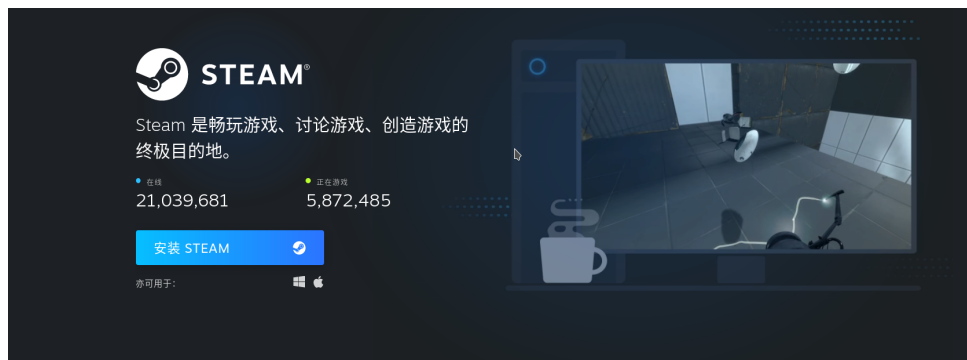 STEAM®
Steam 是畅玩游戏、讨论游戏、创造游戏的
终极目的地。
在线
正在游戏
21,039,681
5,872,485
安装 STEAM
亦可用于: